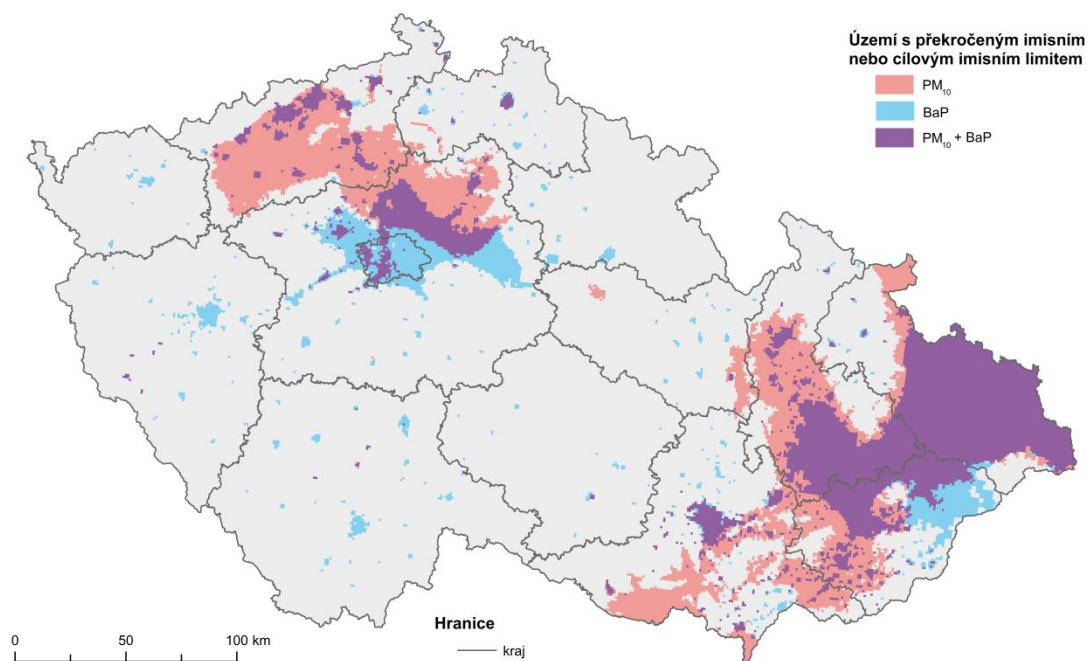 Území s překročeným imisním
nebo cílovým imisním limitem
PM₁₀
BaP
PM₁₀ + BaP
Hranice
kraj
0 50 100 km